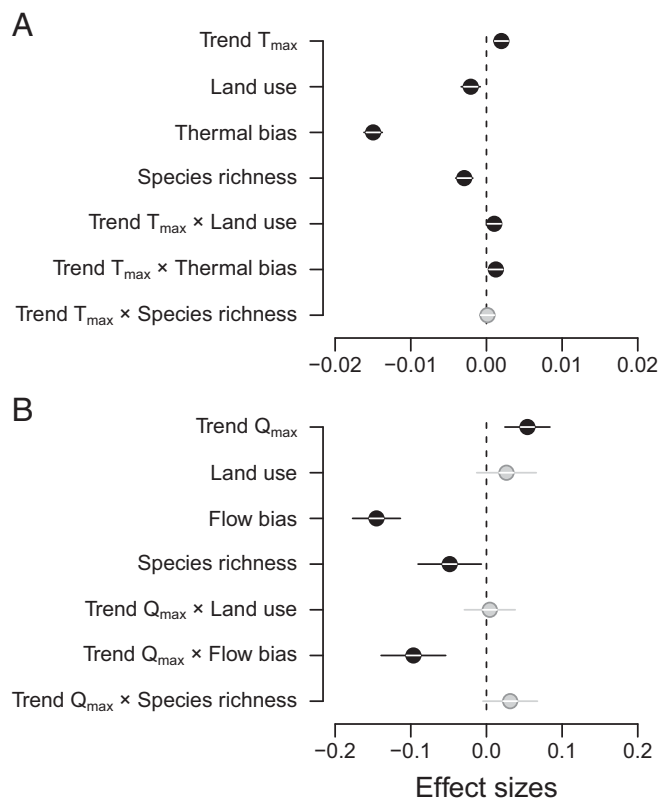 A
Trend Tmax
Land use
Thermal bias
Species richness
Trend Tmax × Land use
Trend Tmax × Thermal bias
Trend Tmax × Species richness
−0.02 −0.01 0.00 0.01 0.02
B
Trend Qmax
Land use
Flow bias
Species richness
Trend Qmax × Land use
Trend Qmax × Flow bias
Trend Qmax × Species richness
−0.2 −0.1 0.0 0.1 0.2
Effect sizes